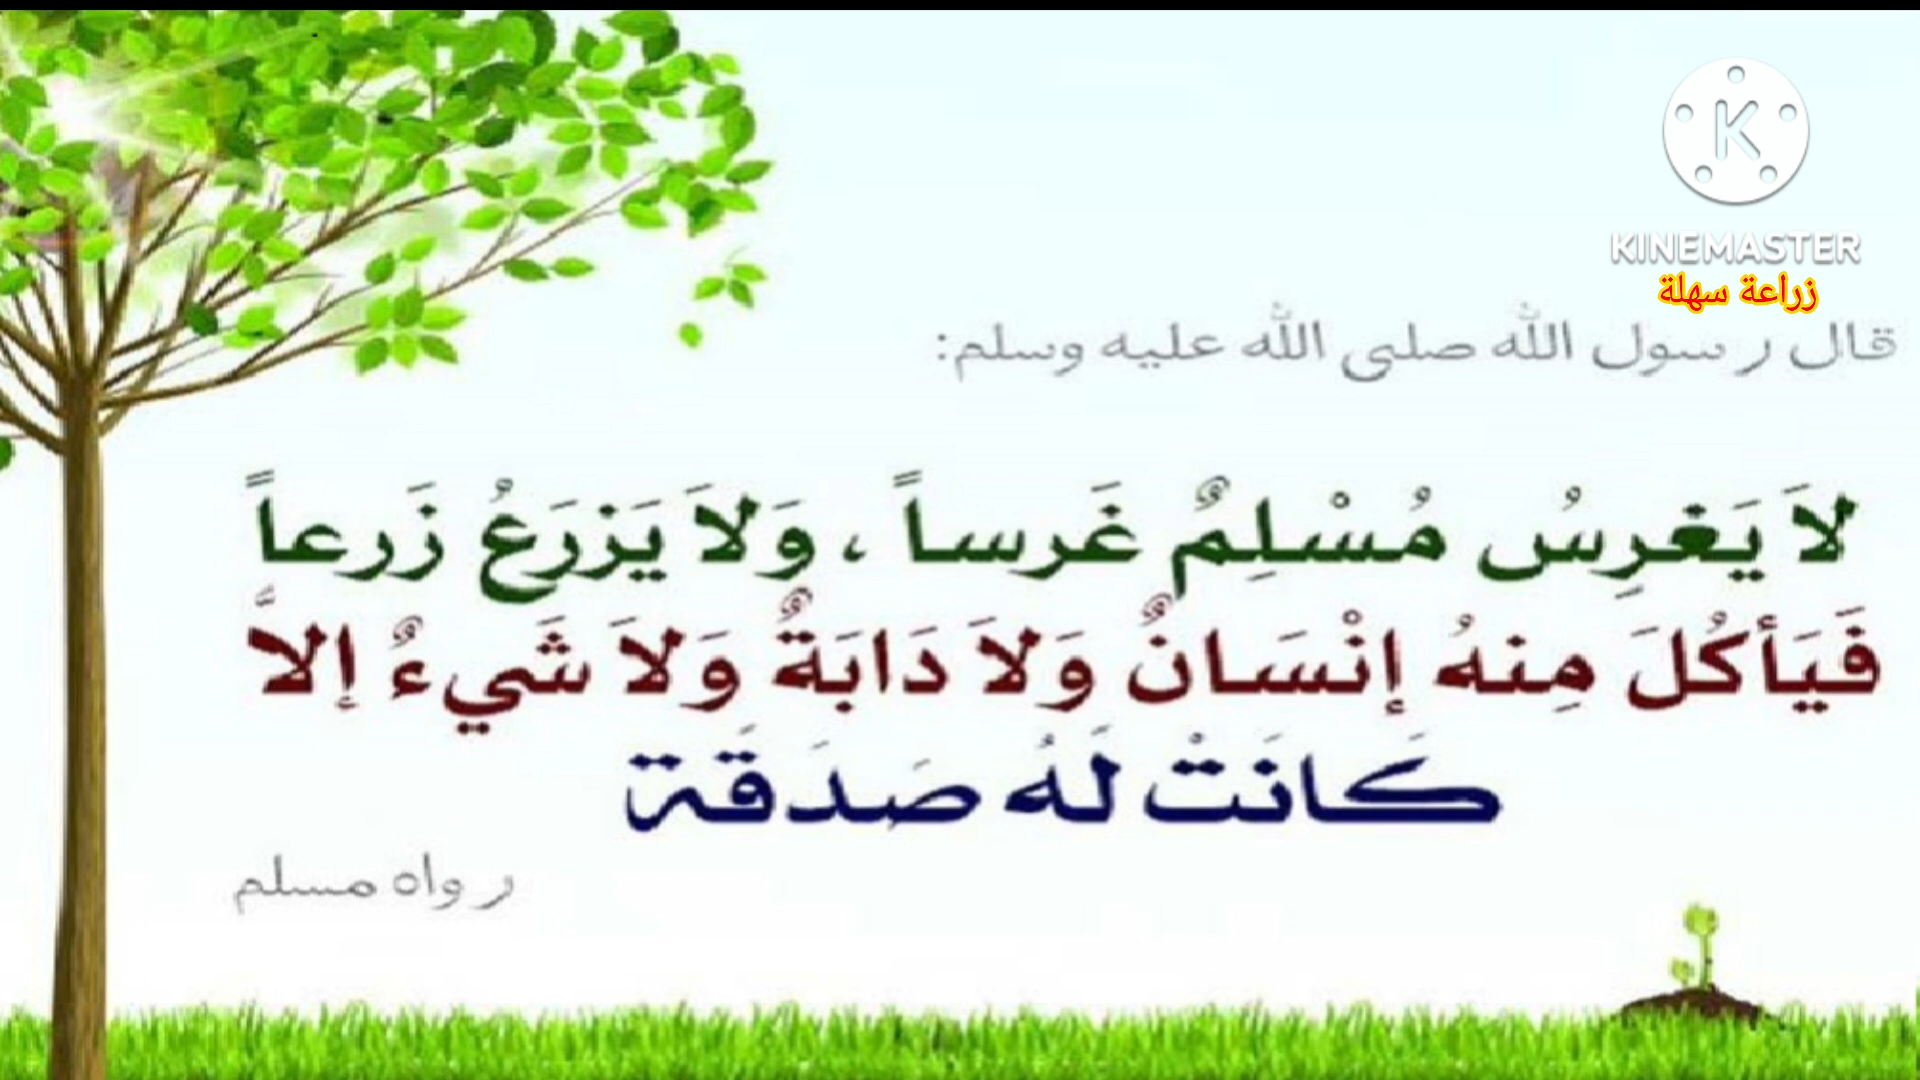 KINEMASTER
زراعة سهلة
قال رسول الله صلى الله عليه وسلم:
لاَ يَغرِسُ مُسْلِمٌ غَرساً ، وَلاَ يَزرَعُ زَرعاً
فَيَأكُلَ مِنهُ إنْسَانٌ وَلاَ دَابَةٌ وَلاَ شَيءٌ إلاَّ
كَانَتْ لَهُ صَدَقَة
رواه مسلم